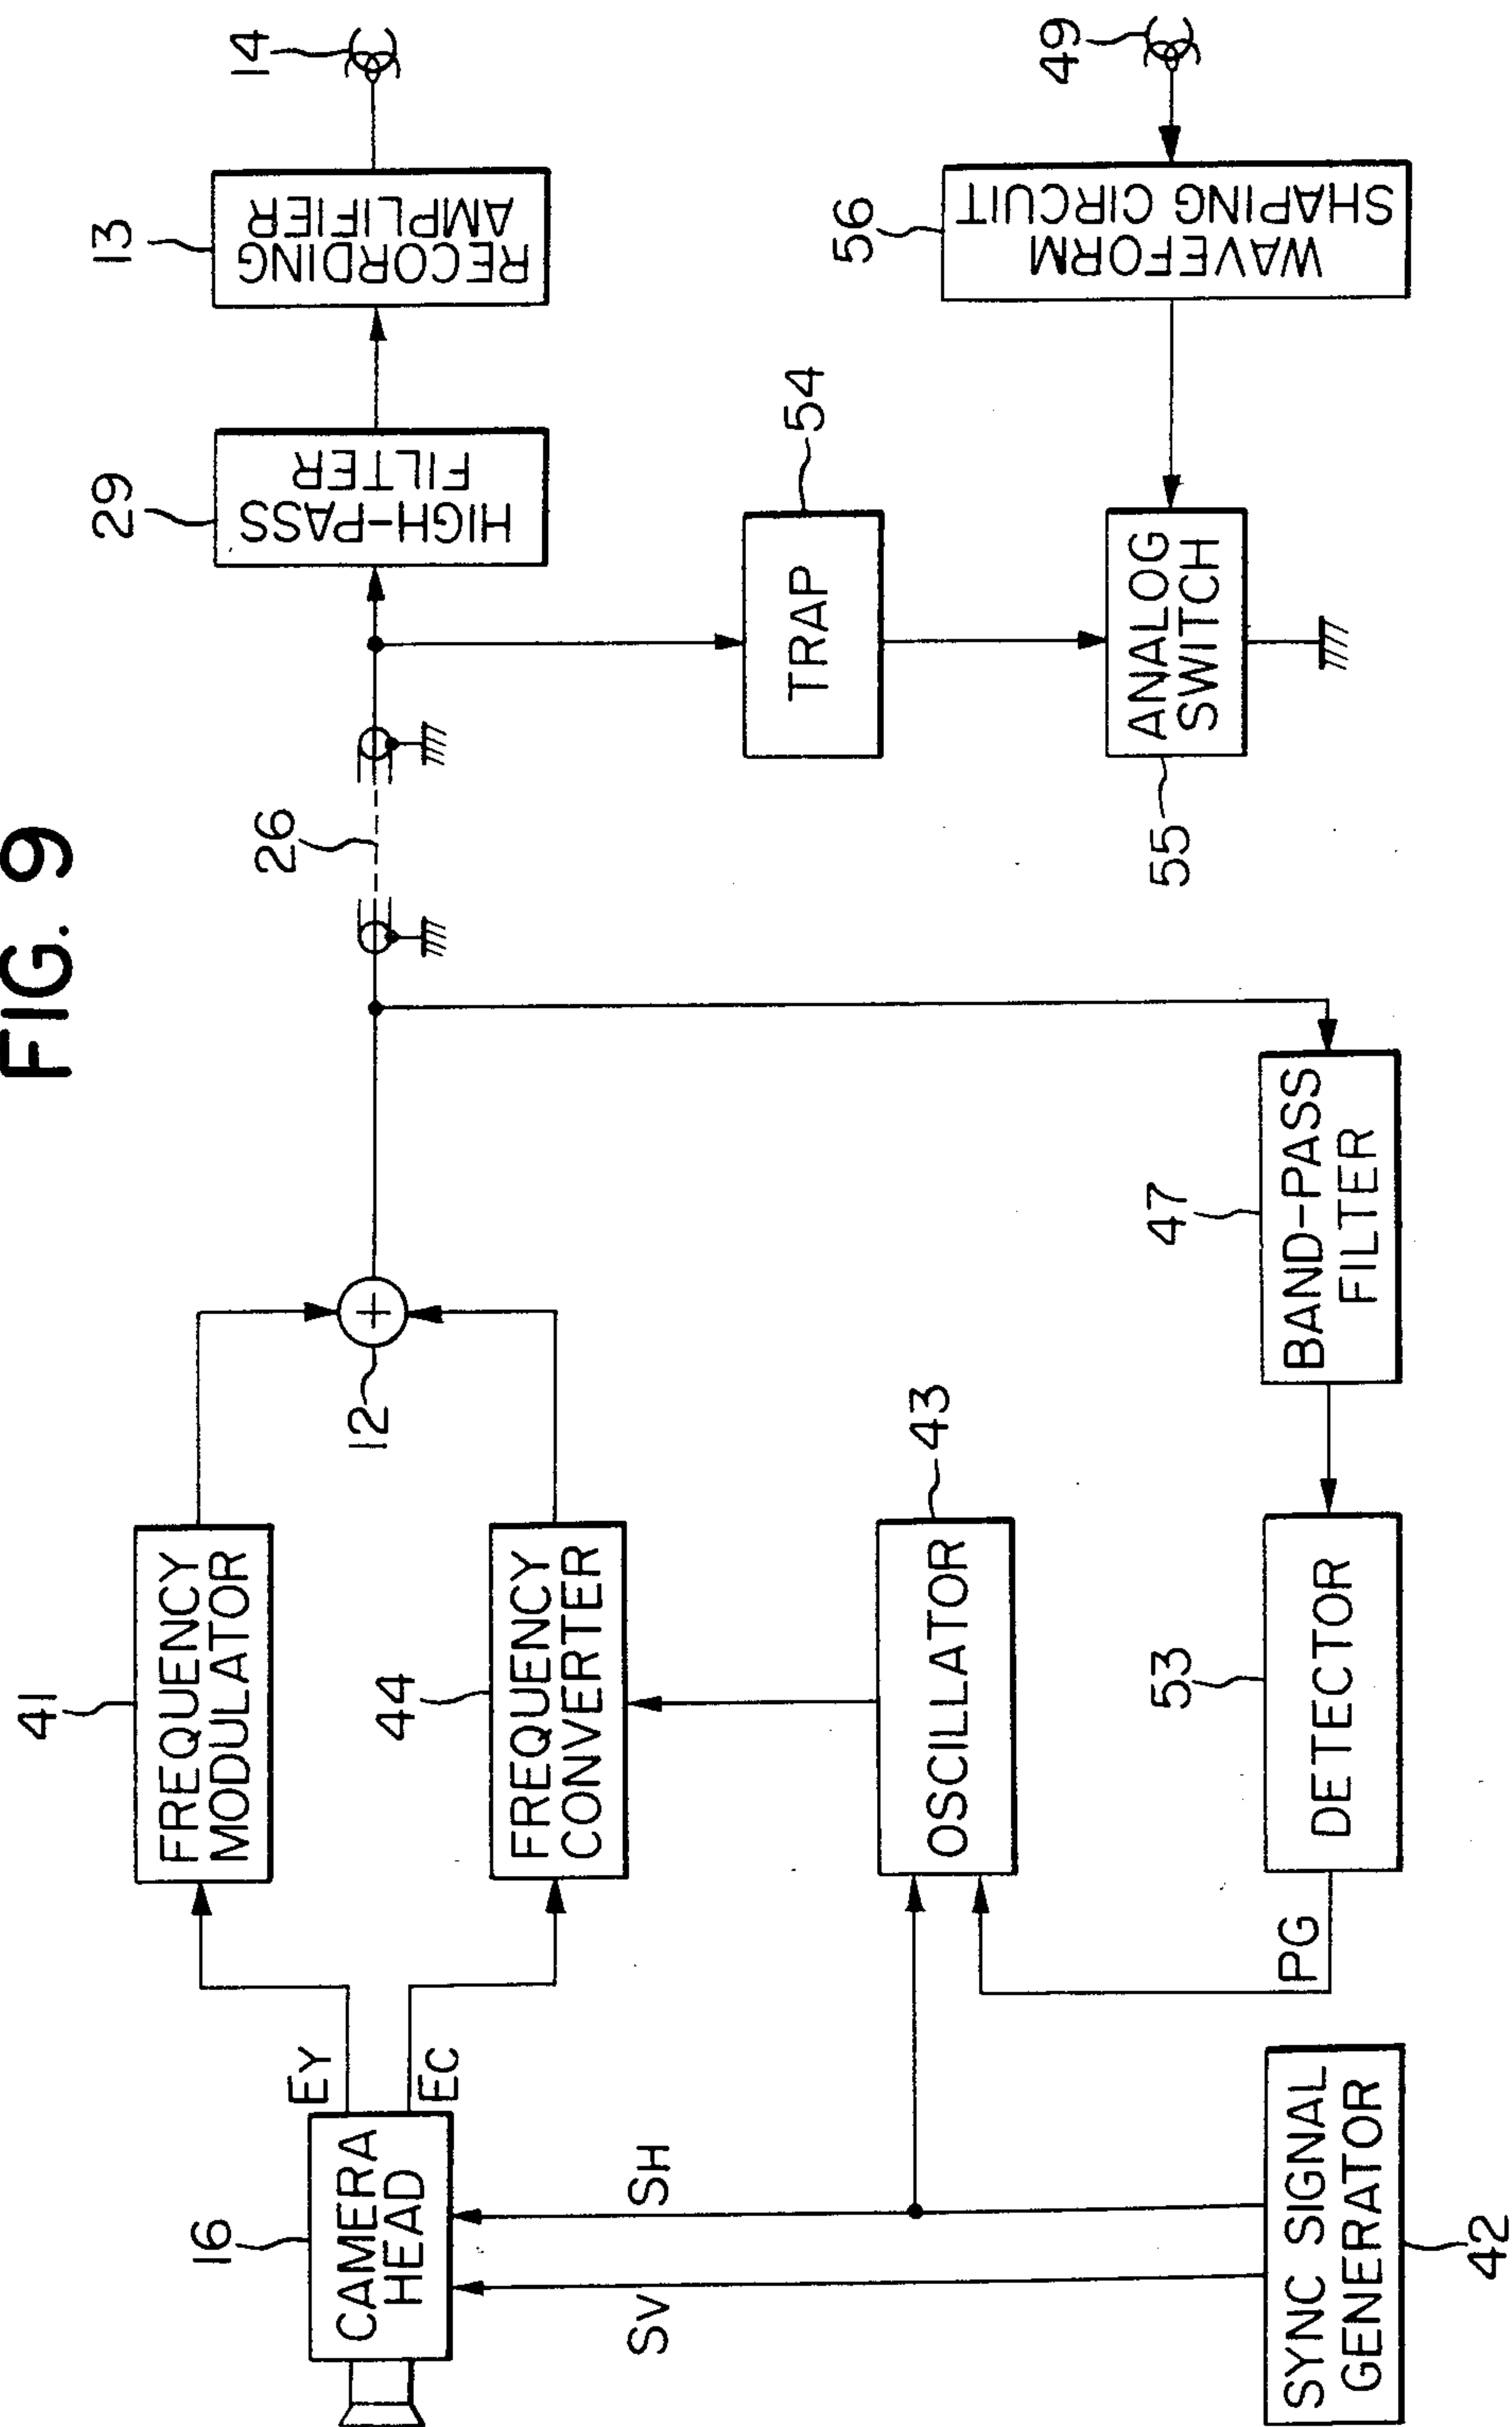 FIG. 9
14
13
RECORDING
AMPLIFIER
29
HIGH-PASS
FILTER
26
12
41
FREQUENCY
MODULATOR
44
FREQUENCY
CONVERTER
EY
EC
16
CAMERA
HEAD
SH
SV
43
OSCILLATOR
54
TRAP
55
ANALOG
SWITCH
56
WAVEFORM
SHAPING CIRCUIT
49
47
BAND-PASS
FILTER
53
DETECTOR
PG
SYNC SIGNAL
GENERATOR
42